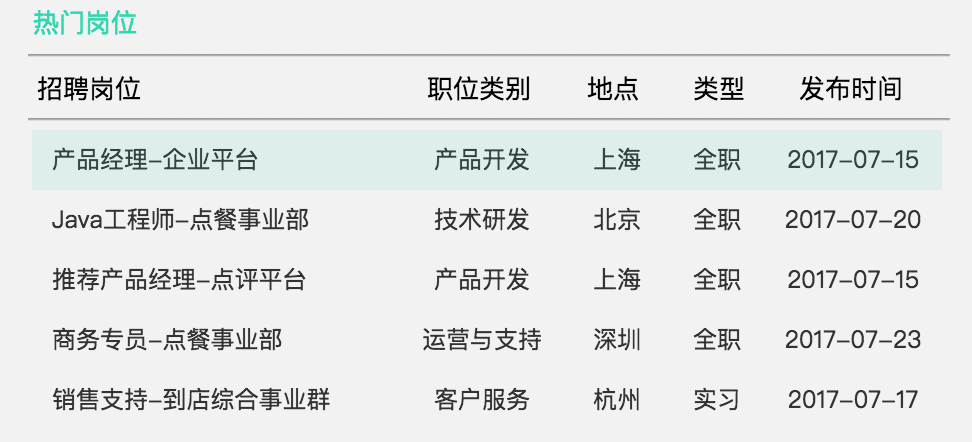 热门岗位
招聘岗位 职位类别 地点 类型 发布时间
产品经理-企业平台 产品开发 上海 全职 2017-07-15
Java工程师-点餐事业部 技术研发 北京 全职 2017-07-20
推荐产品经理-点评平台 产品开发 上海 全职 2017-07-15
商务专员-点餐事业部 运营与支持 深圳 全职 2017-07-23
销售支持-到店综合事业群 客户服务 杭州 实习 2017-07-17